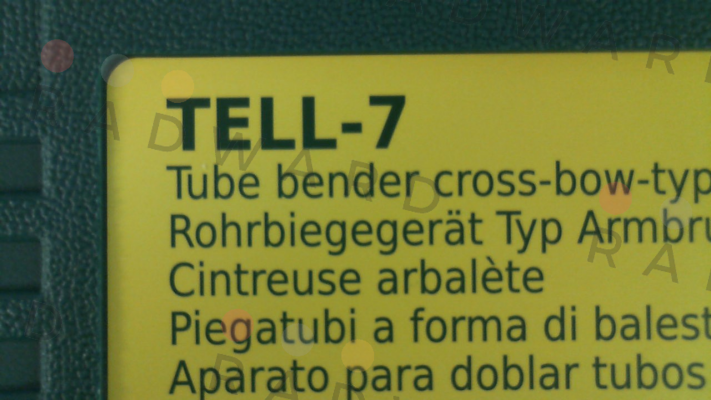 TELL-7
Tube bender cross-bow-typ
Rohrbiegegerät Typ Armbru
Cintreuse arbalète
Piegatubi a forma di balest
Aparato para doblar tubos